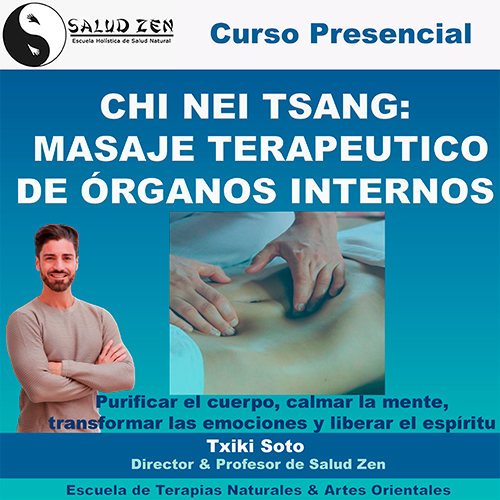 SALUD ZEN
Escuela Holística de Salud Natural
Curso Presencial
CHI NEI TSANG:
MASAJE TERAPEUTICO
DE ÓRGANOS INTERNOS
Purificar el cuerpo, calmar la mente,
transformar las emociones y liberar el espíritu
Txiki Soto
Director & Profesor de Salud Zen
Escuela de Terapias Naturales & Artes Orientales